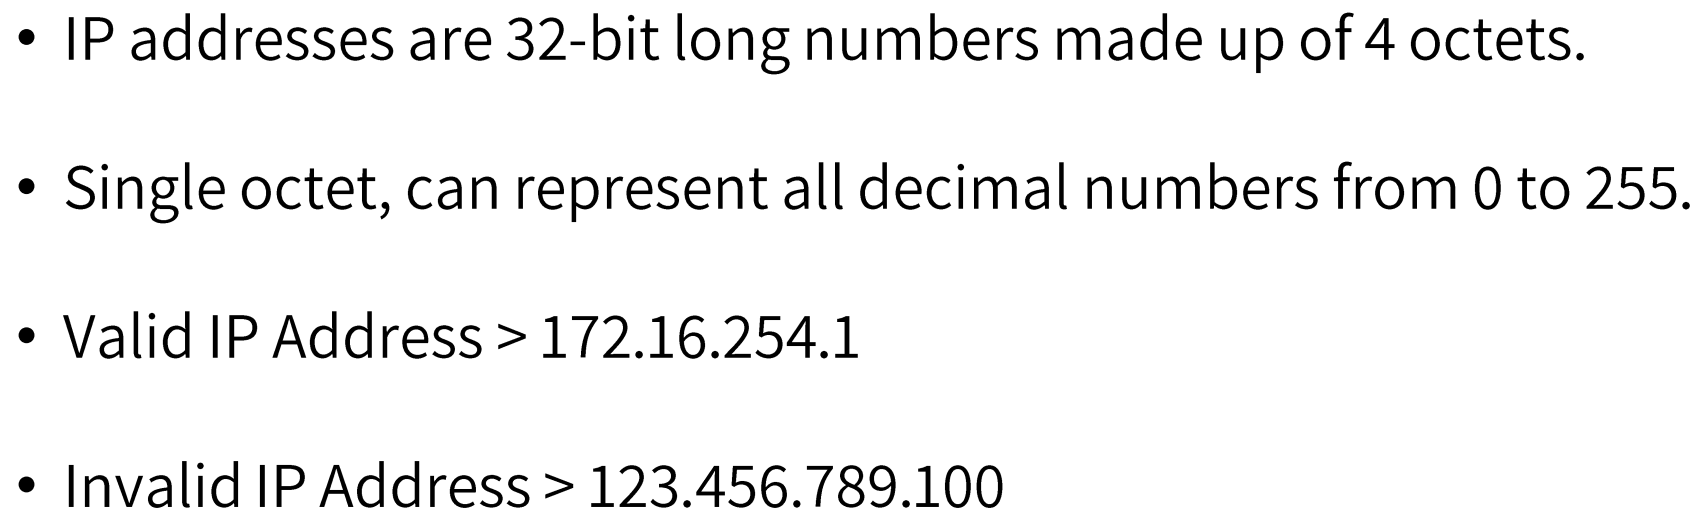 • IP addresses are 32-bit long numbers made up of 4 octets.
• Single octet, can represent all decimal numbers from 0 to 255.
• Valid IP Address > 172.16.254.1
• Invalid IP Address > 123.456.789.100